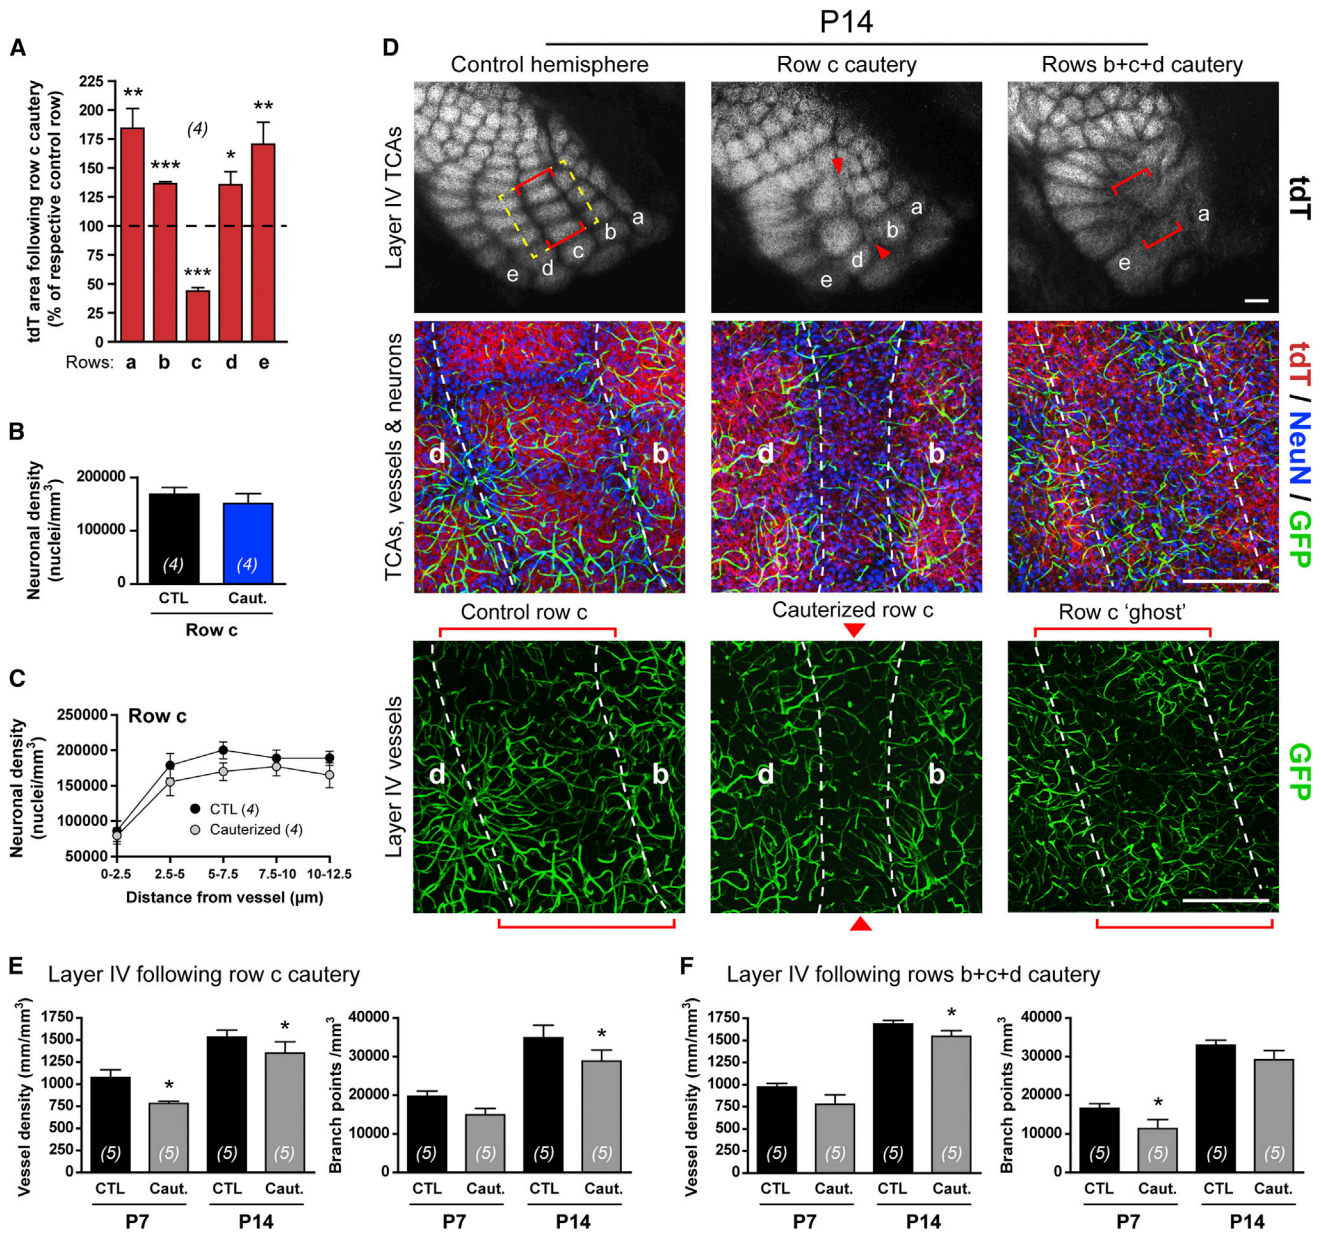 P14
A
tdT area following row c cautery
(% of respective control row)
225
200
175
150
125
100
75
50
25
0
**
***
(4)
***
*
**
Rows: a b c d e
B
Neuronal density
(nuclei/mm³)
200000
100000
0
(4) (4)
CTL Caut.
Row c
C
Neuronal density
(nuclei/mm³)
Row c
250000
200000
150000
100000
50000
CTL (4)
Cauterized (4)
0-2.5 2.5-5 5-7.5 7.5-10 10-12.5
Distance from vessel (µm)
D
Control hemisphere Row c cautery Rows b+c+d cautery
Layer IV TCAs
e d c b a
e d b a
e a
tdT
TCAs, vessels & neurons
d b
d b
tdT / NeuN / GFP
Control row c Cauterized row c Row c ‘ghost’
Layer IV vessels
d b
d b
GFP
E
Layer IV following row c cautery
Vessel density (mm/mm³)
1750
1500
1250
1000
750
500
250
0
* *
(5) (5) (5) (5)
CTL Caut. CTL Caut.
P7 P14
Branch points /mm³
40000
30000
20000
10000
0
*
(5) (5) (5) (5)
CTL Caut. CTL Caut.
P7 P14
F
Layer IV following rows b+c+d cautery
Vessel density (mm/mm³)
1750
1500
1250
1000
750
500
250
0
*
(5) (5) (5) (5)
CTL Caut. CTL Caut.
P7 P14
Branch points /mm³
40000
30000
20000
10000
0
*
(5) (5) (5) (5)
CTL Caut. CTL Caut.
P7 P14